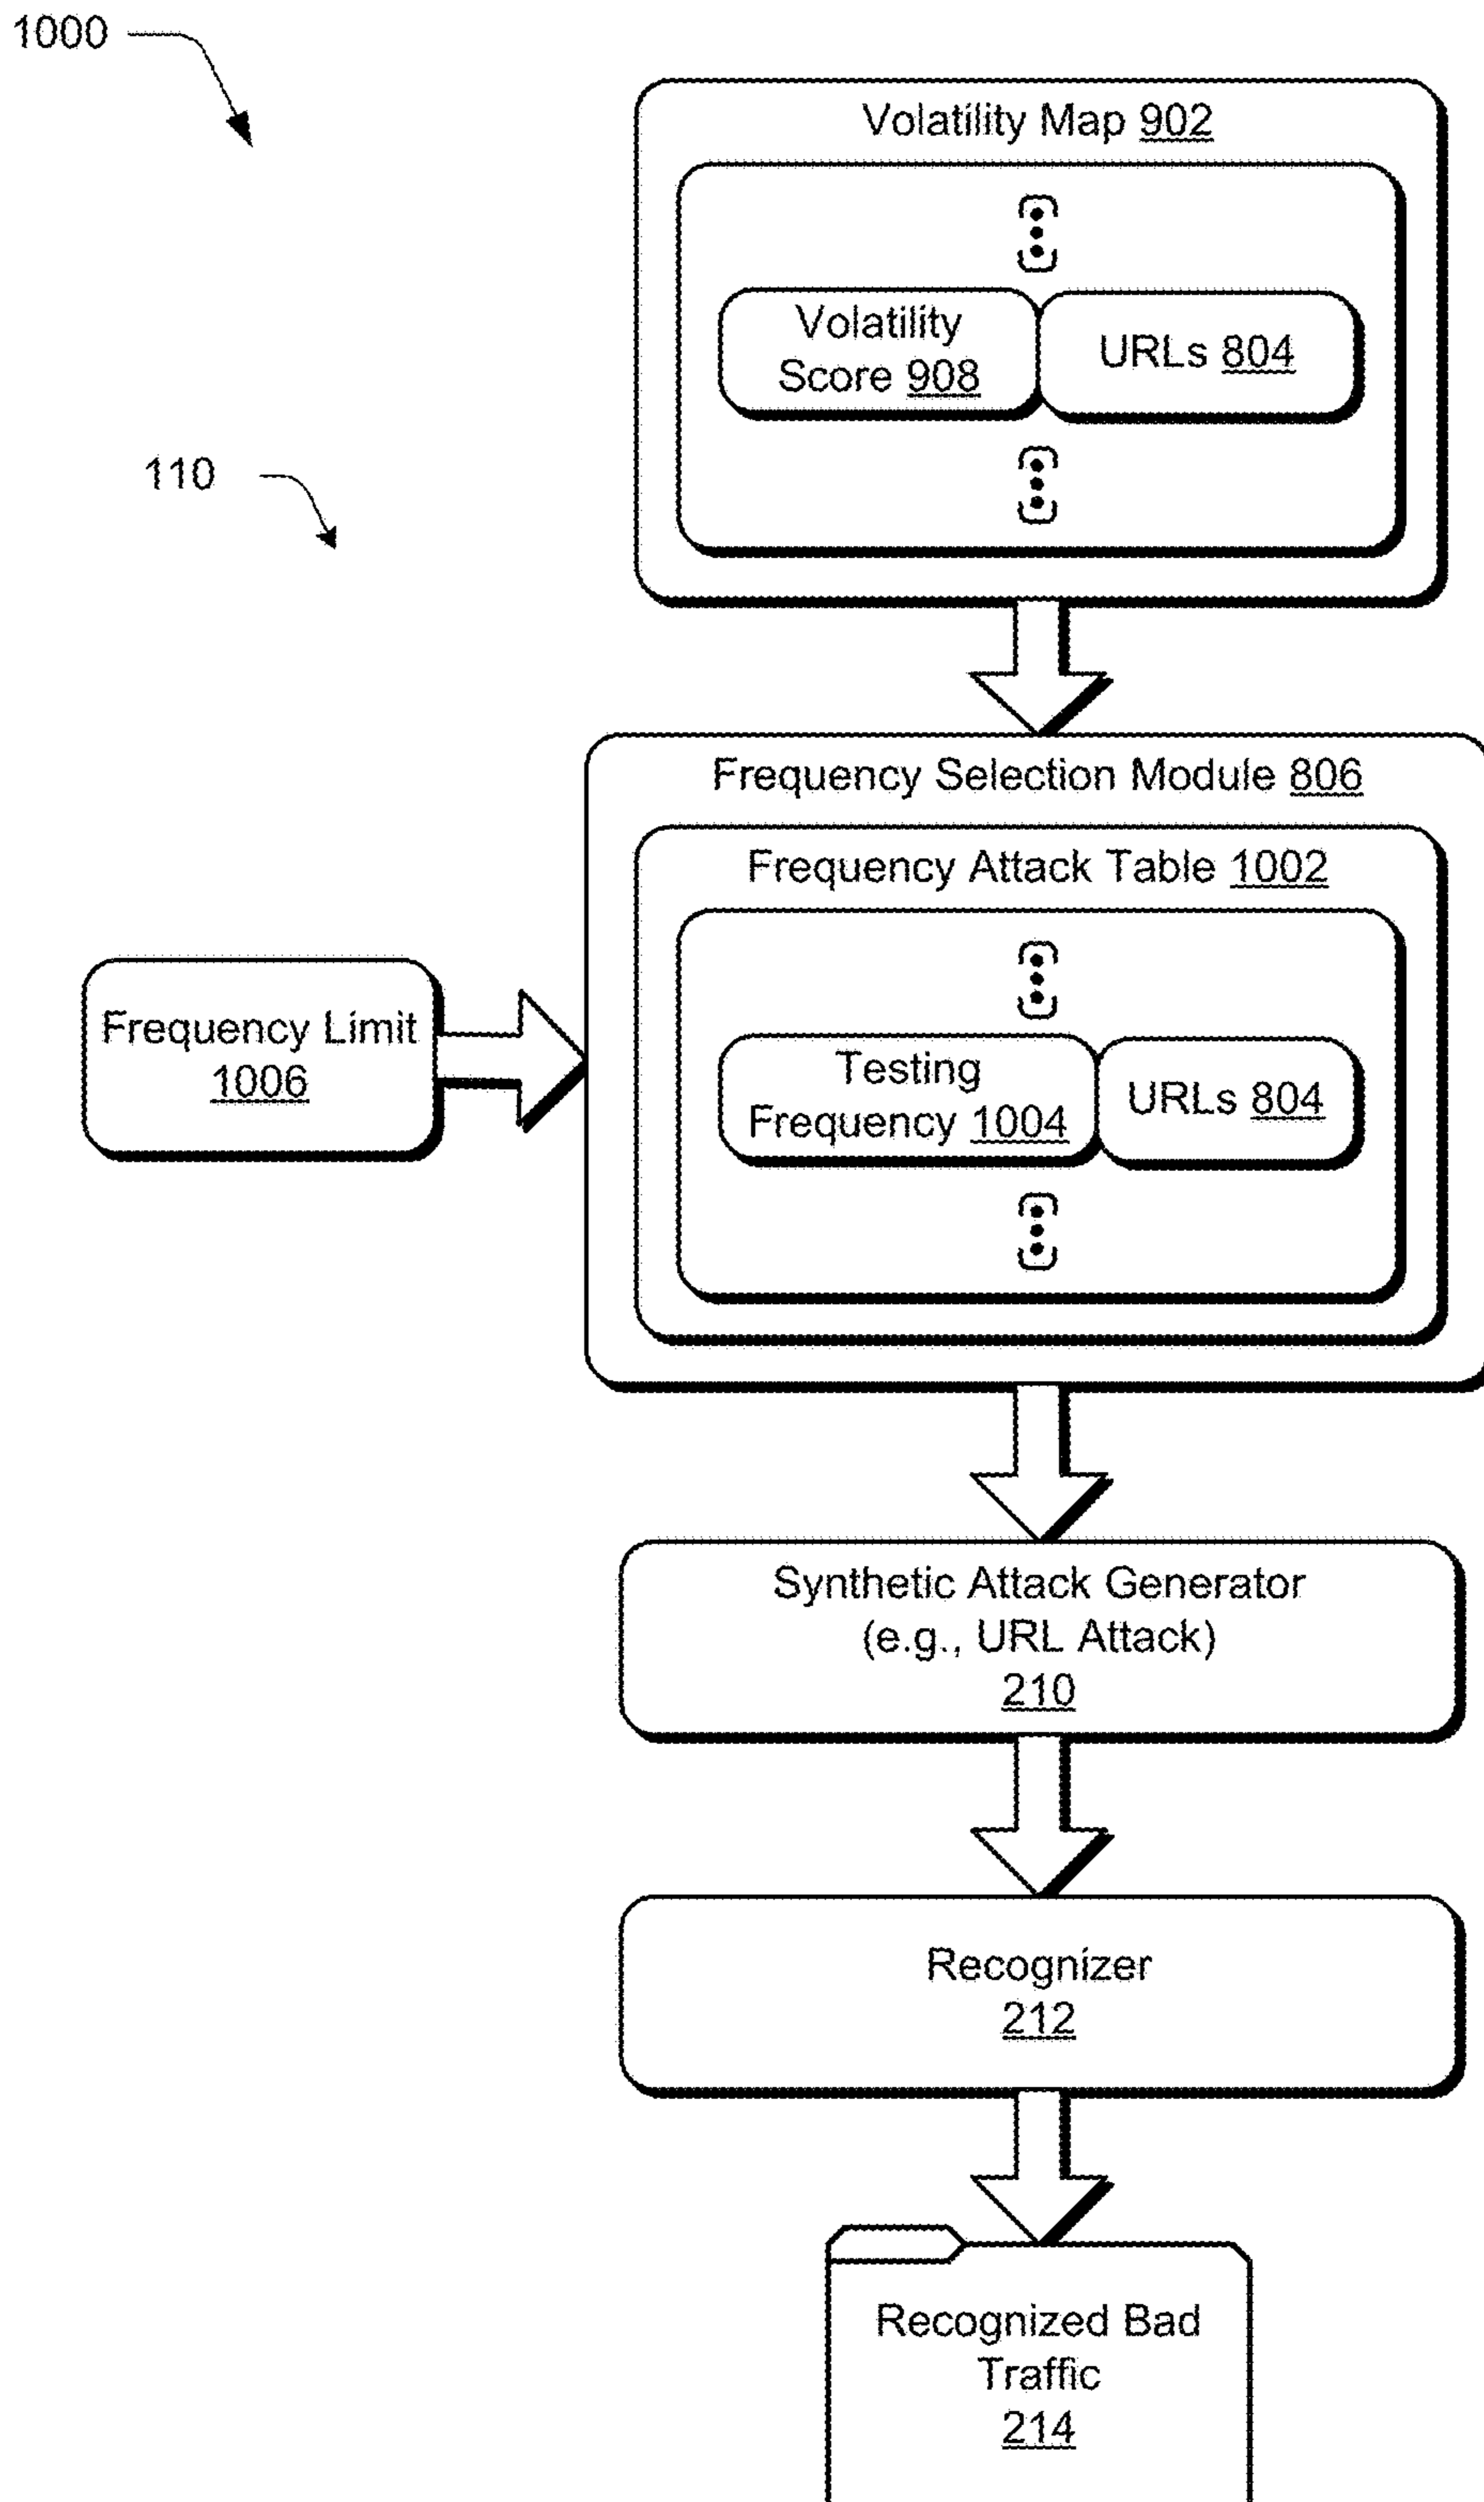 1000
Volatility Map 902
Volatility
Score 908
URLs 804
110
Frequency Selection Module 806
Frequency Attack Table 1002
Frequency Limit
1006
Testing
Frequency 1004
URLs 804
Synthetic Attack Generator
(e.g., URL Attack)
210
Recognizer
212
Recognized Bad
Traffic
214